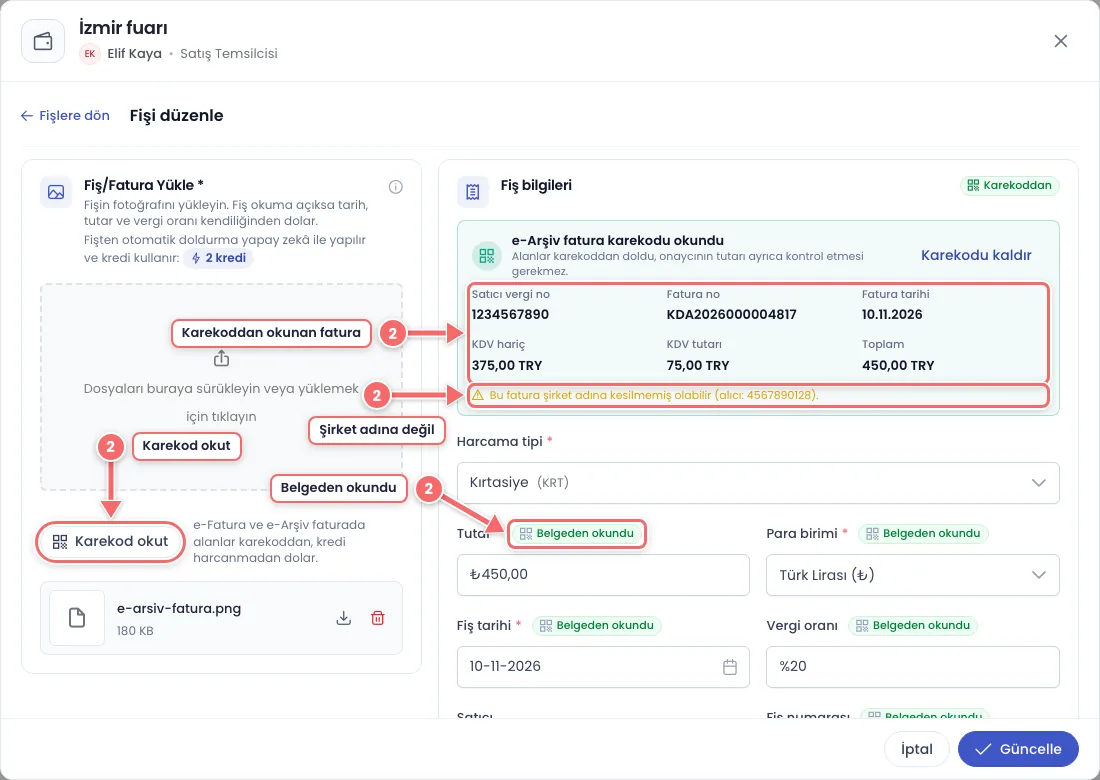 İzmir fuarı
EK Elif Kaya • Satış Temsilcisi
← Fişlere dön
Fişi düzenle
Fiş/Fatura Yükle *
Fişin fotoğrafını yükleyin. Fiş okuma açıksa tarih,
tutar ve vergi oranı kendiliğinden dolar.
Fişten otomatik doldurma yapay zekâ ile yapılır
ve kredi kullanır: 2 kredi
Karekoddan okunan fatura
2
Dosyaları buraya sürükleyin veya yüklemek
için tıklayın
2
Şirket adına değil
2
Karekod okut
Belgeden okundu
2
Karekod okut
e-Fatura ve e-Arşiv faturada
alanlar karekoddan, kredi
harcanmadan dolar.
e-arsiv-fatura.png
180 KB
Fiş bilgileri
Karekoddan
e-Arşiv fatura karekodu okundu
Alanlar karekoddan doldu, onaycının tutarı ayrıca kontrol etmesi
gerekmez.
Karekodu kaldır
Satıcı vergi no
Fatura no
Fatura tarihi
1234567890
KDA2026000004817
10.11.2026
KDV hariç
KDV tutarı
Toplam
375,00 TRY
75,00 TRY
450,00 TRY
Bu fatura şirket adına kesilmemiş olabilir (alıcı: 4567890128).
Harcama tipi *
Kırtasiye (KRT)
Tutar
Belgeden okundu
Para birimi *
Belgeden okundu
₺450,00
Türk Lirası (₺)
Fiş tarihi *
Belgeden okundu
Vergi oranı
Belgeden okundu
10-11-2026
%20
Satıcı
Fiş numarası
Belgeden okundu
İptal
Güncelle